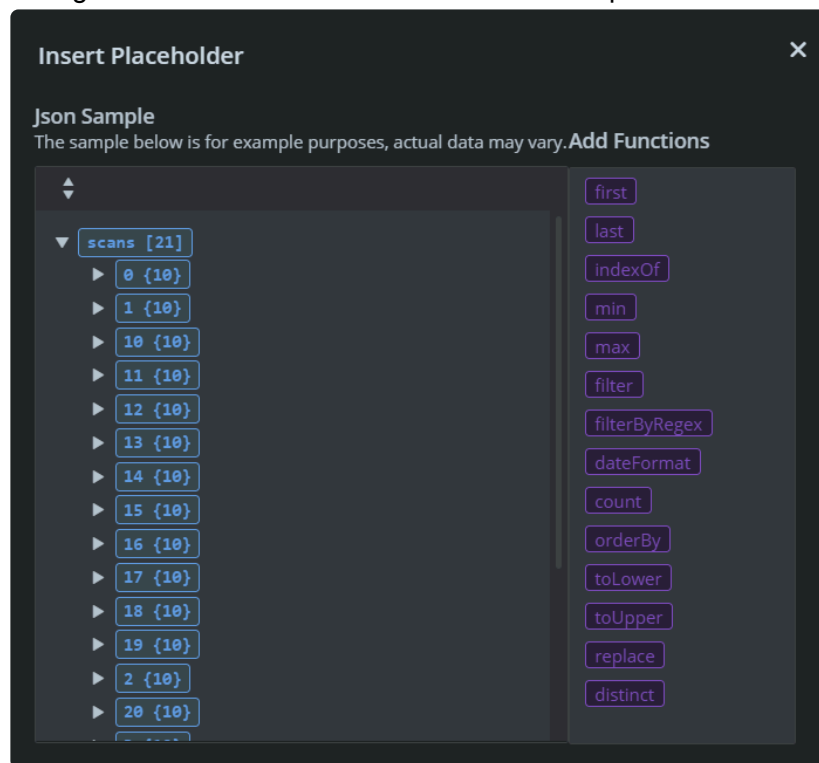 Insert Placeholder
Json Sample
The sample below is for example purposes, actual data may vary.
Add Functions
scans [21]
0 {10}
1 {10}
10 {10}
11 {10}
12 {10}
13 {10}
14 {10}
15 {10}
16 {10}
17 {10}
18 {10}
19 {10}
2 {10}
20 {10}
first
last
indexOf
min
max
filter
filterByRegex
dateFormat
count
orderBy
toLower
toUpper
replace
distinct